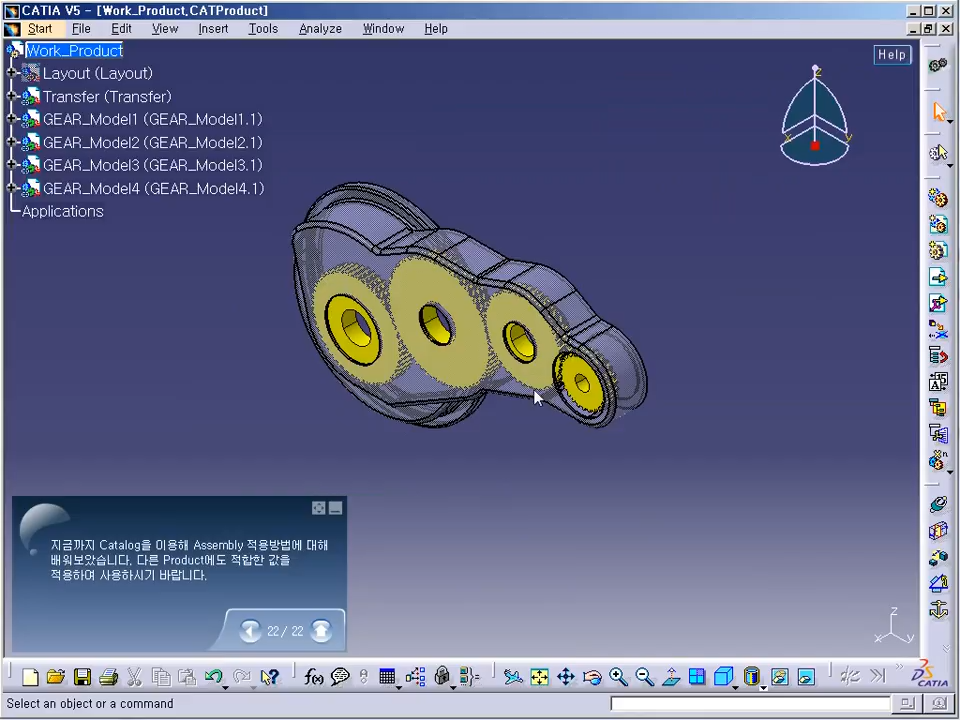 CATIA V5 - [Work_Product,CATProduct]
Start File Edit View Insert Tools Analyze Window Help
Work_Product
Layout (Layout)
Transfer (Transfer)
GEAR_Model1 (GEAR_Model1.1)
GEAR_Model2 (GEAR_Model2.1)
GEAR_Model3 (GEAR_Model3.1)
GEAR_Model4 (GEAR_Model4.1)
Applications
Help
z
x y
지금까지 Catalog을 이용해 Assembly 적용방법에 대해
배워보았습니다. 다른 Product에도 적합한 값을
적용하여 사용하시기 바랍니다.
22/ 22
z
x y
CATIA
Select an object or a command